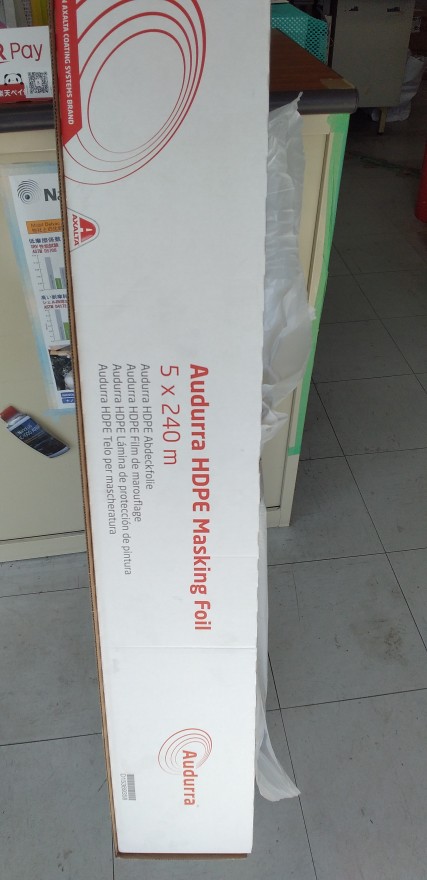 N AXALTA COATING SYSTEMS BRAND
AXALTA
Audurra HDPE Masking Foil
5 x 240 m
Audurra HDPE Abdeckfolie
Audurra HDPE Film de marouflage
Audurra HDPE Lámina de protección de pintura
Audurra HDPE Telo per mascheratura
Audurra
R Pay
Na